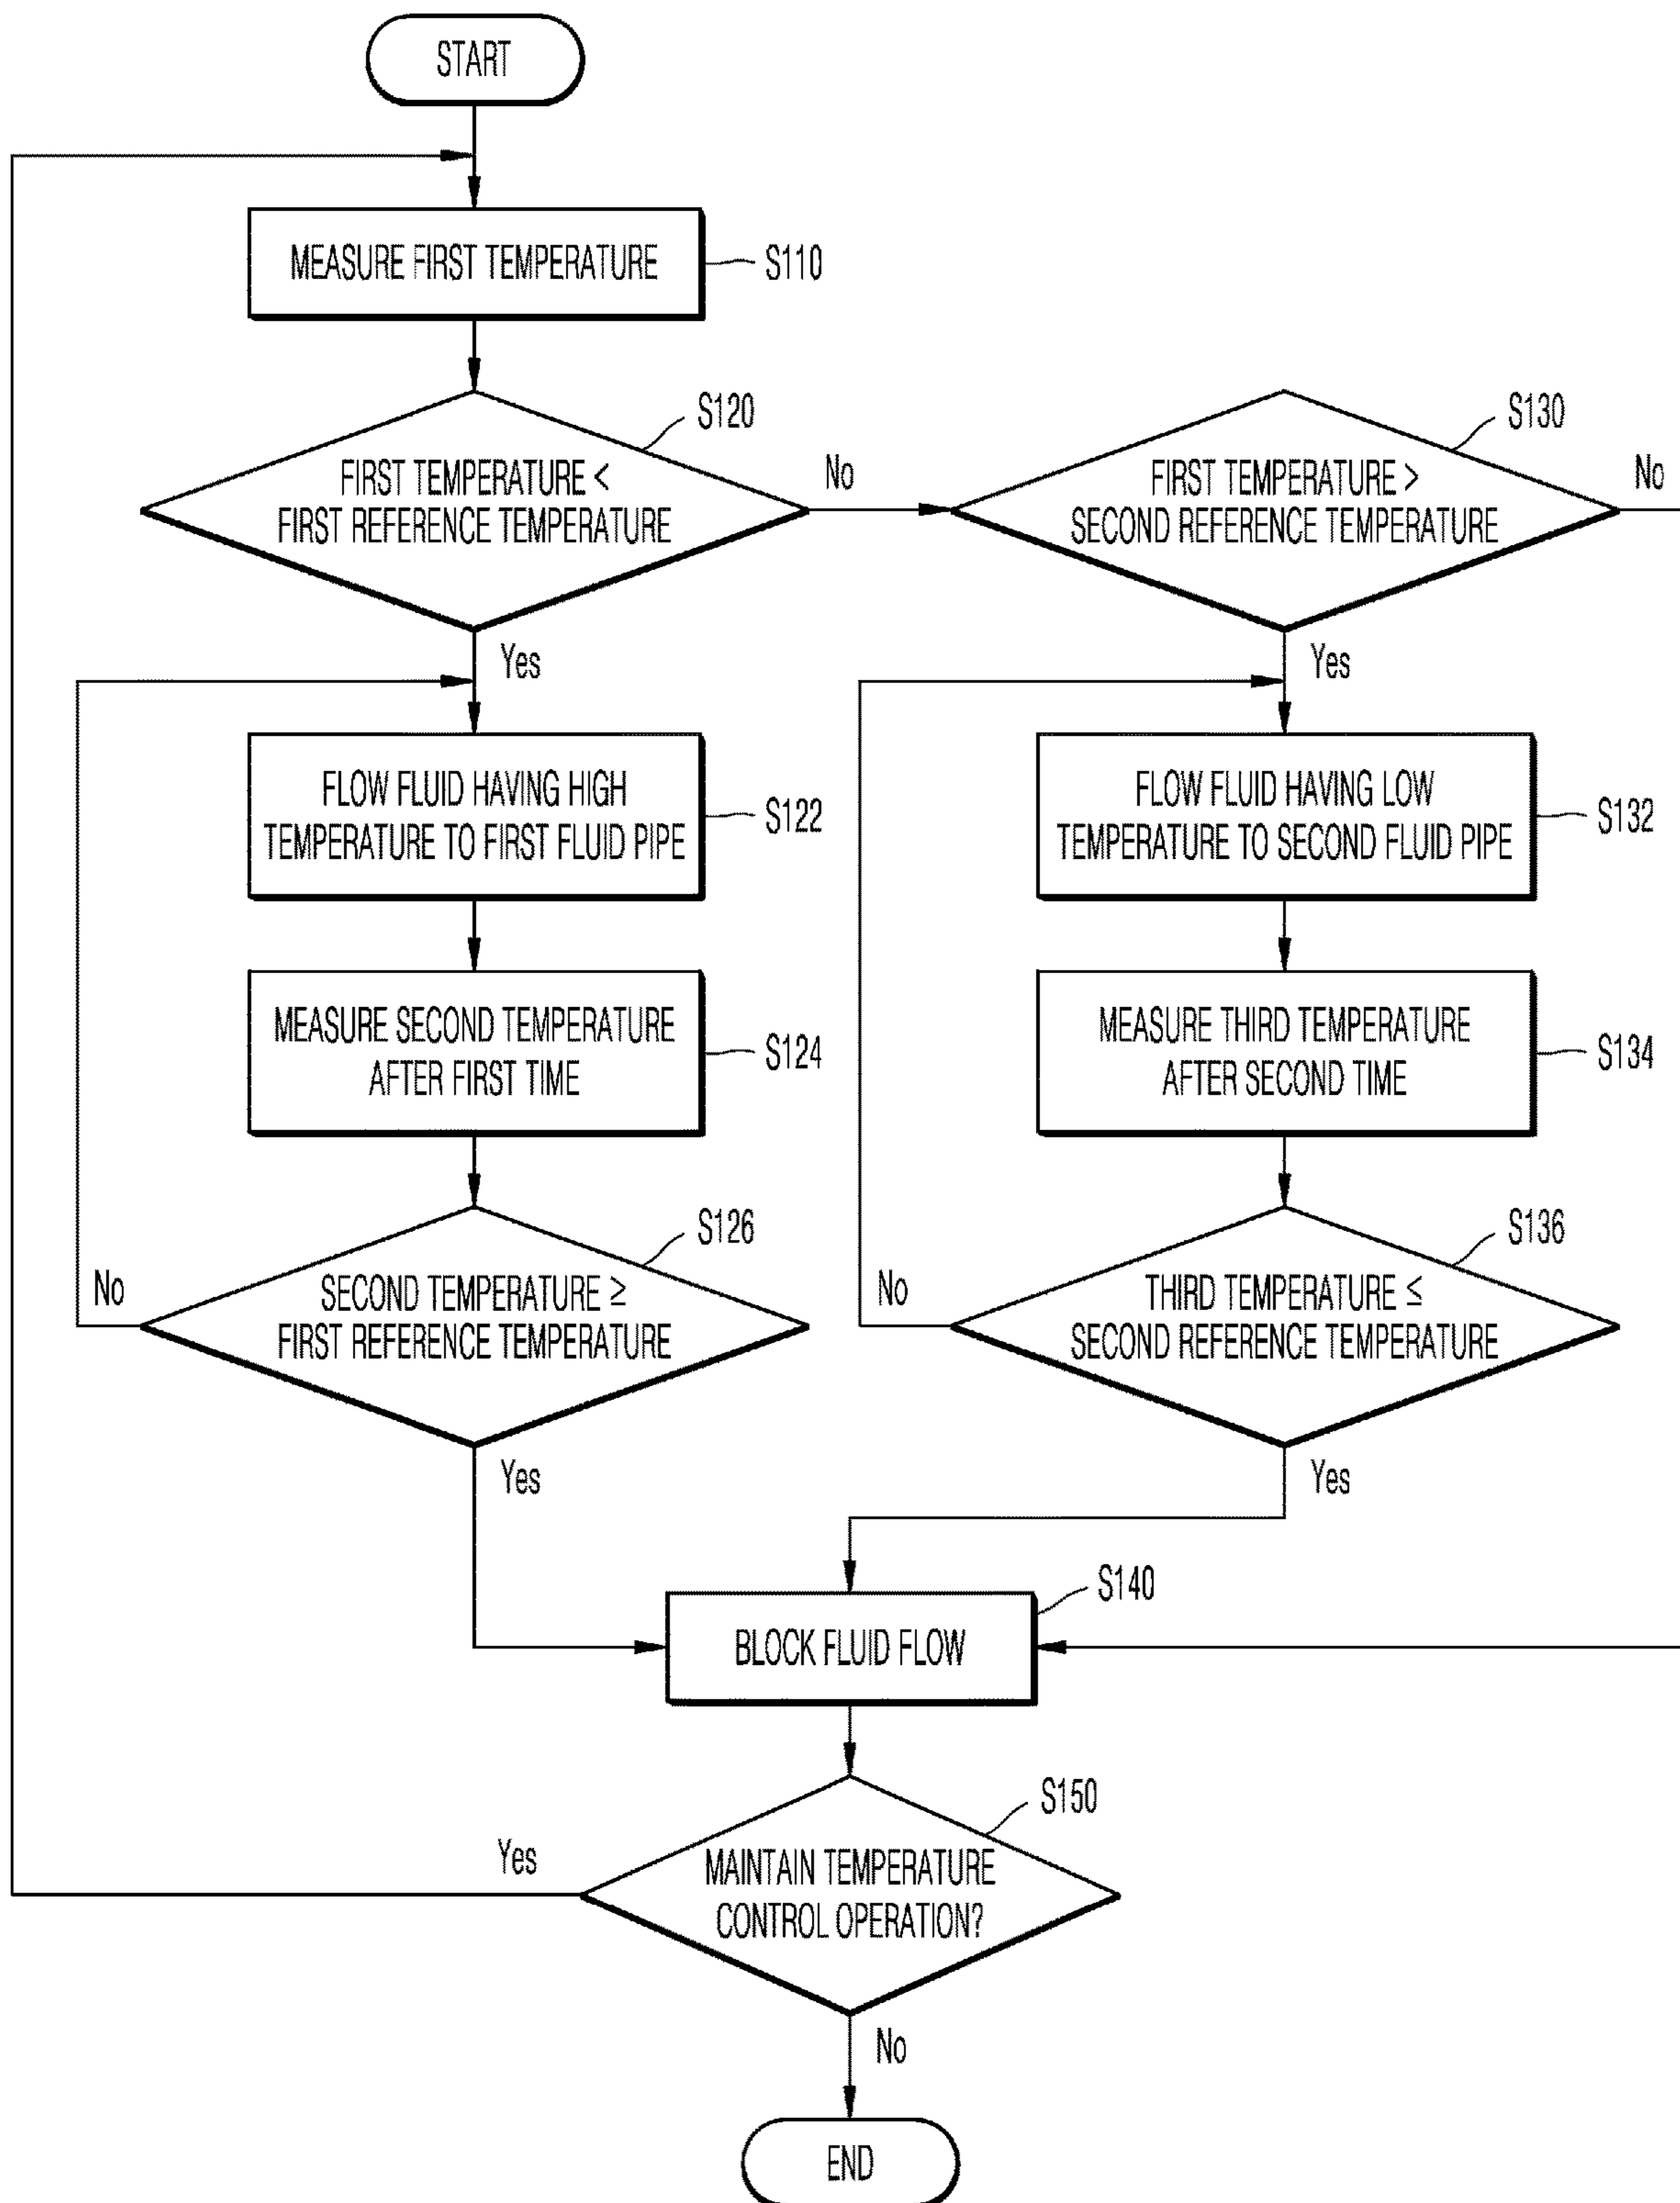 START
MEASURE FIRST TEMPERATURE
S110
S120
FIRST TEMPERATURE <
FIRST REFERENCE TEMPERATURE
No
Yes
S130
FIRST TEMPERATURE >
SECOND REFERENCE TEMPERATURE
No
Yes
FLOW FLUID HAVING HIGH
TEMPERATURE TO FIRST FLUID PIPE
S122
FLOW FLUID HAVING LOW
TEMPERATURE TO SECOND FLUID PIPE
S132
MEASURE SECOND TEMPERATURE
AFTER FIRST TIME
S124
MEASURE THIRD TEMPERATURE
AFTER SECOND TIME
S134
S126
No
SECOND TEMPERATURE ≥
FIRST REFERENCE TEMPERATURE
Yes
S136
No
THIRD TEMPERATURE ≤
SECOND REFERENCE TEMPERATURE
Yes
S140
BLOCK FLUID FLOW
S150
Yes
MAINTAIN TEMPERATURE
CONTROL OPERATION?
No
END